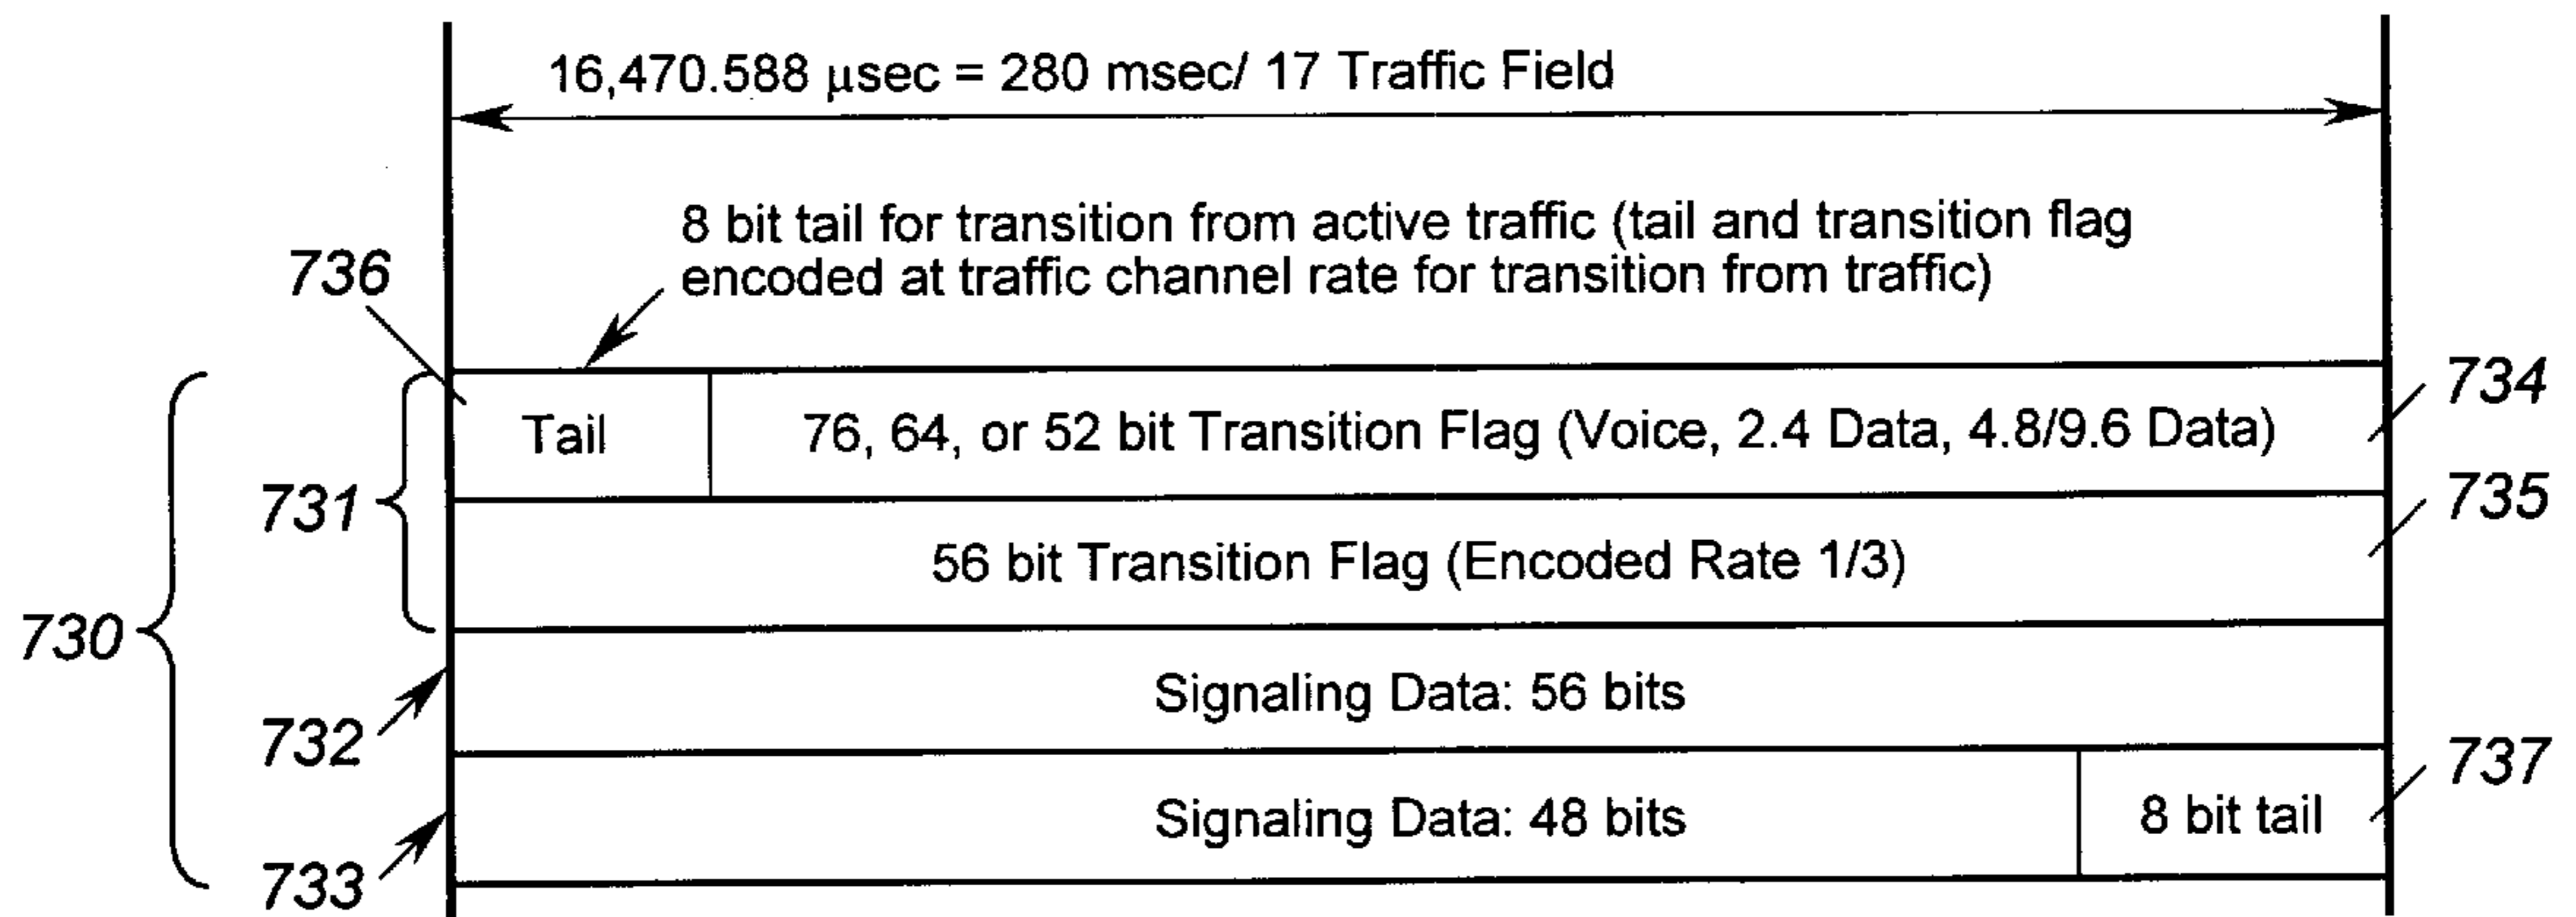 16,470.588 μsec = 280 msec/ 17 Traffic Field
8 bit tail for transition from active traffic (tail and transition flag
encoded at traffic channel rate for transition from traffic)
736
Tail
76, 64, or 52 bit Transition Flag (Voice, 2.4 Data, 4.8/9.6 Data)
734
731
56 bit Transition Flag (Encoded Rate 1/3)
735
730
732
Signaling Data: 56 bits
733
Signaling Data: 48 bits
8 bit tail
737